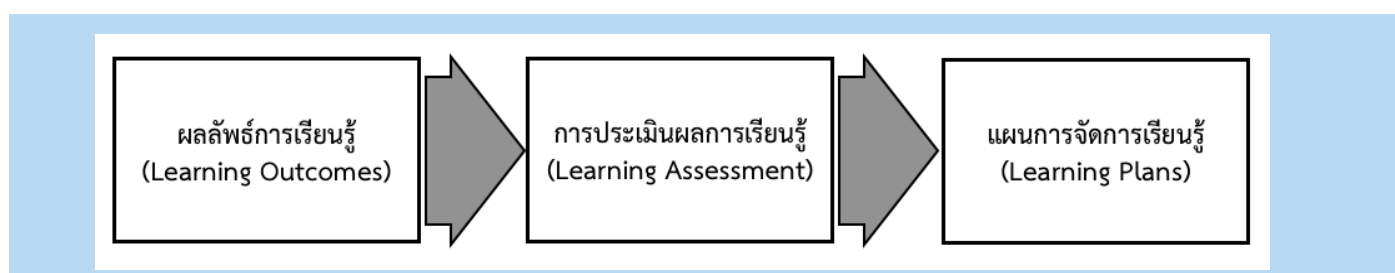 ผลลัพธ์การเรียนรู้
(Learning Outcomes)
การประเมินผลการเรียนรู้
(Learning Assessment)
แผนการจัดการเรียนรู้
(Learning Plans)